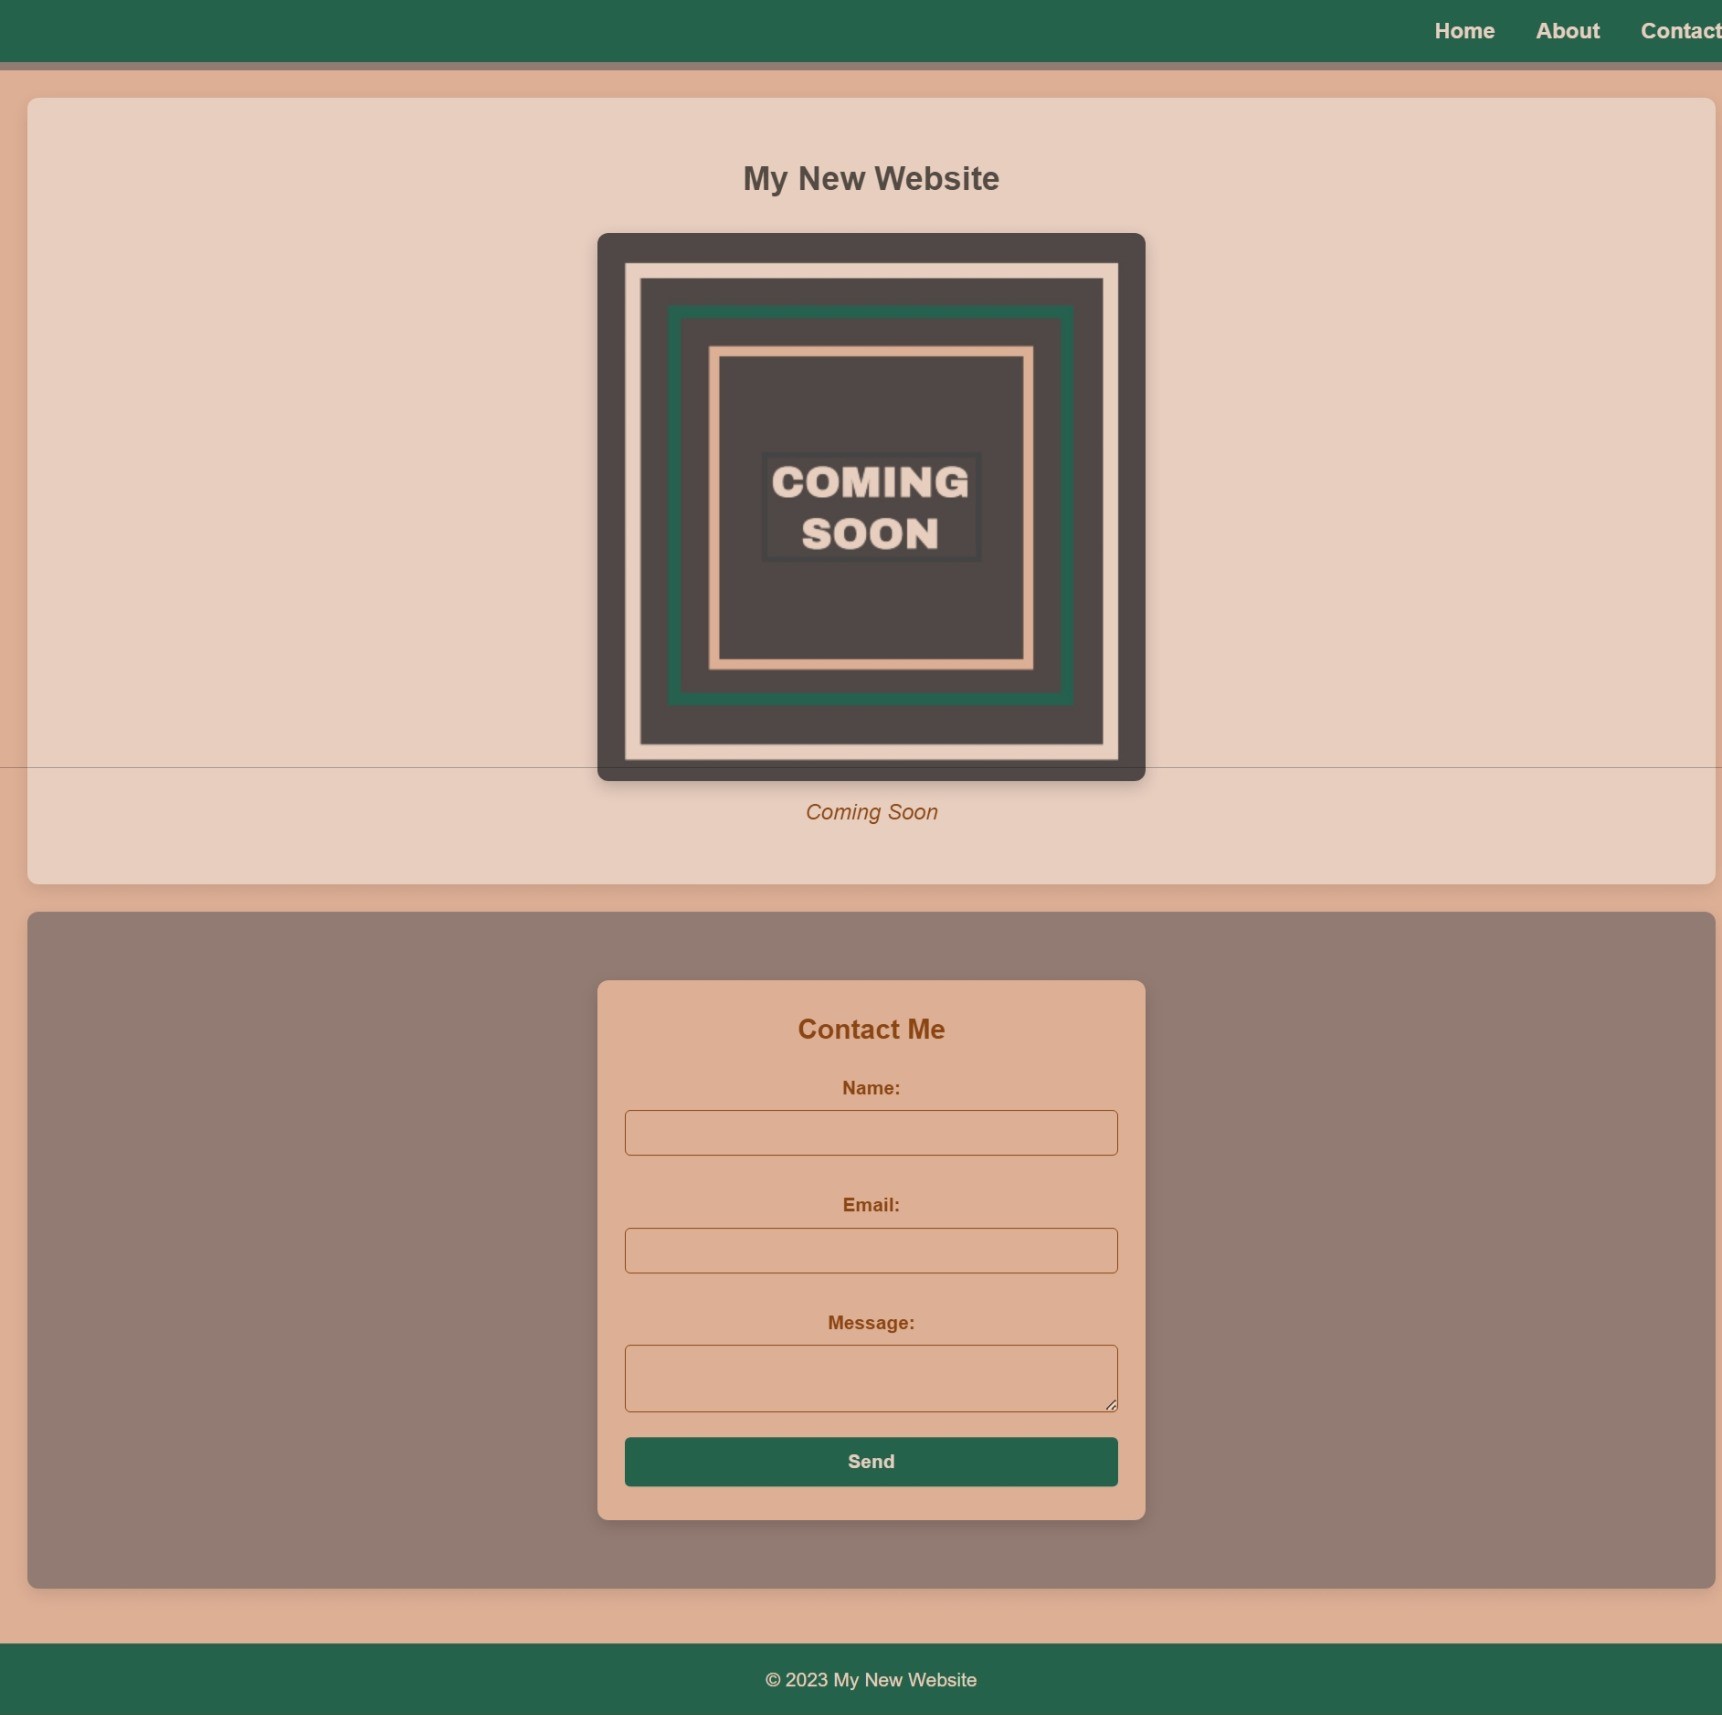 Home About Contact
My New Website
COMING
SOON
Coming Soon
Contact Me
Name:
Email:
Message:
Send
© 2023 My New Website